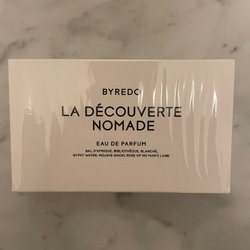 BYREDO
LA DÉCOUVERTE
NOMADE
EAU DE PARFUM
BAL D'AFRIQUE, BIBLIOTHÈQUE, BLANCHE,
GYPSY WATER, MOJAVE GHOST, ROSE OF NO MAN'S LAND